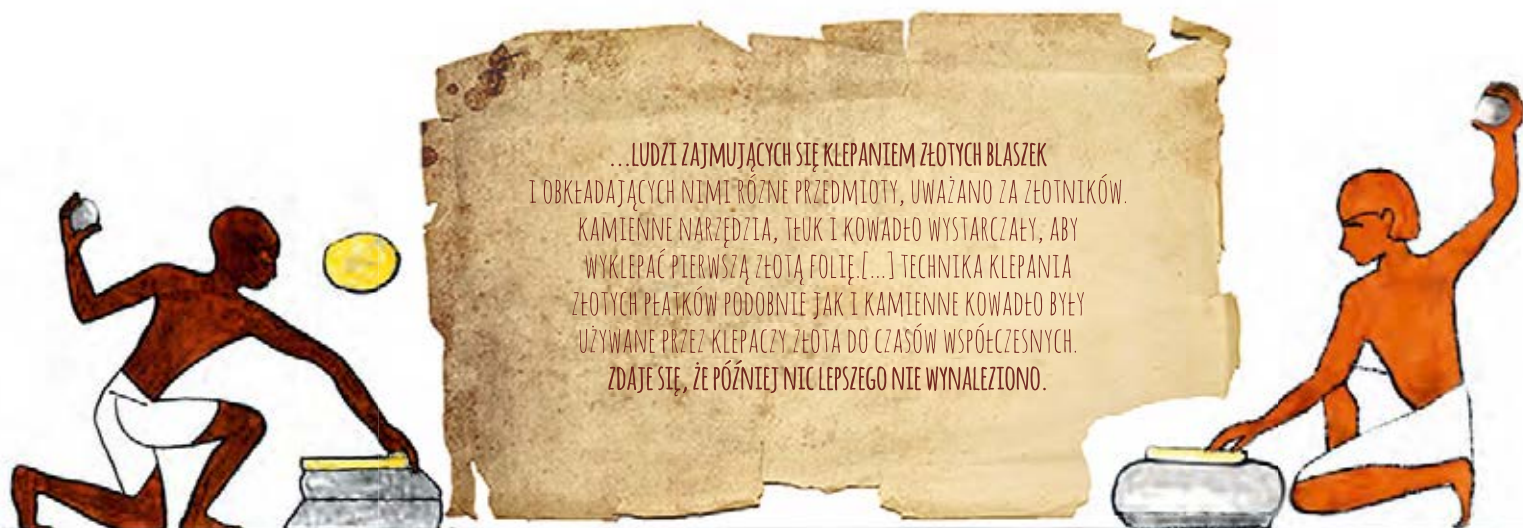 ...LUDZI ZAJMUJĄCYCH SIĘ KLEPANIEM ZŁOTYCH BLASZEK
I OBKŁADAJĄCYCH NIMI RÓŻNE PRZEDMIOTY, UWAŻANO ZA ZŁOTNIKÓW.
KAMIENNE NARZĘDZIA, TŁUK I KOWADŁO WYSTARCZAŁY, ABY
WYKLEPAĆ PIERWSZĄ ZŁOTĄ FOLIĘ.[...] TECHNIKA KLEPANIA
ZŁOTYCH PŁATKÓW PODOBNIE JAK I KAMIENNE KOWADŁO BYŁY
UŻYWANE PRZEZ KLEPACZY ZŁOTA DO CZASÓW WSPÓŁCZESNYCH.
ZDAJE SIĘ, ŻE PÓŹNIEJ NIC LEPSZEGO NIE WYNALEZIONO.